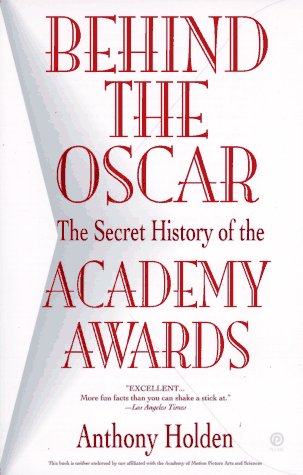 BEHIND
THE
OSCAR
The Secret History of the
ACADEMY
AWARDS
"EXCELLENT...
More fun facts than you can shake a stick at."
—Los Angeles Times
Anthony Holden
This book is neither endorsed by nor affiliated with the Academy of Motion Picture Arts and Sciences